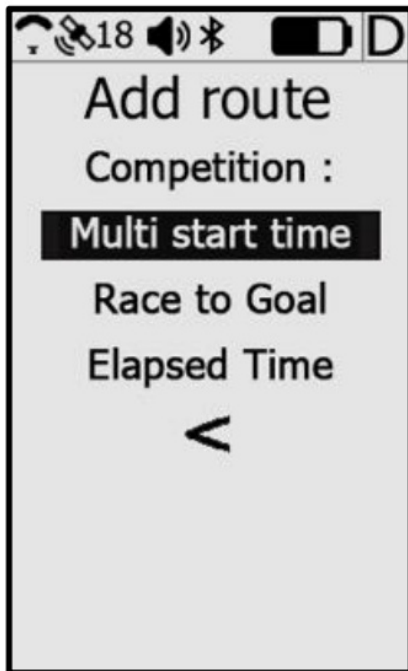 18 D
Add route
Competition :
Multi start time
Race to Goal
Elapsed Time
<